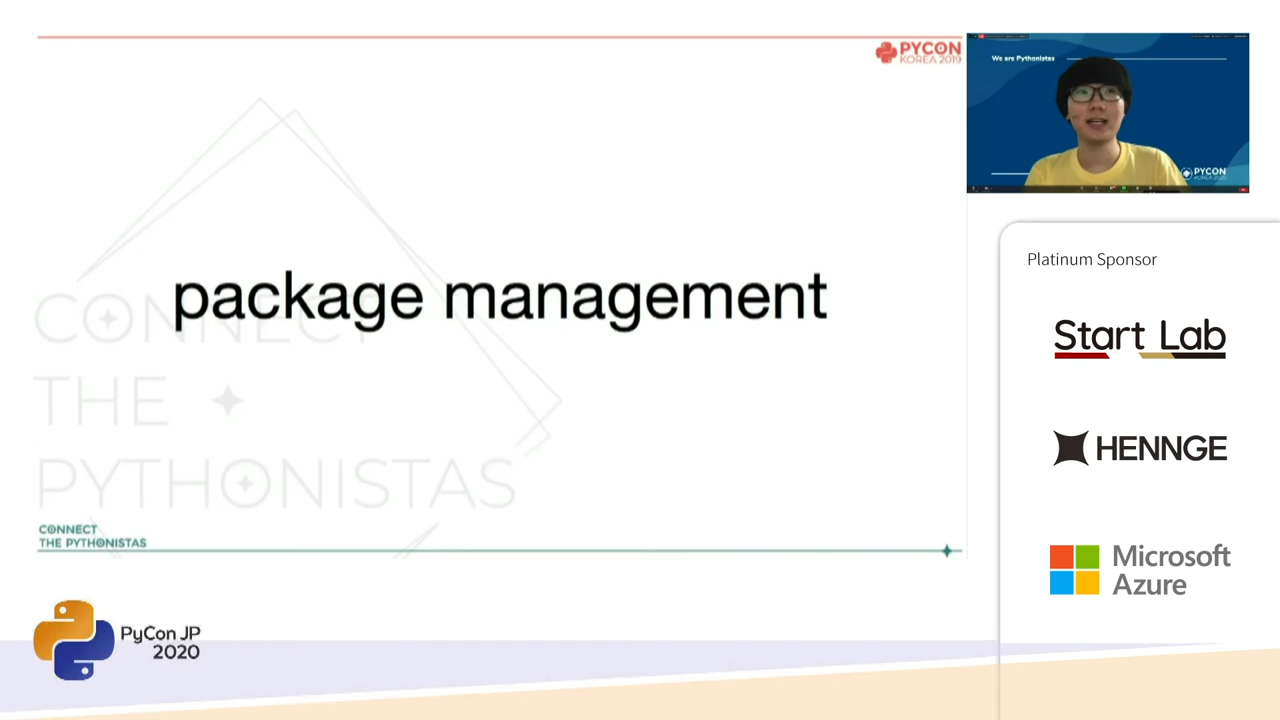 PYCON
KOREA 2019
package management
CONNECT
THE
PYTHONISTAS
CONNECT
THE PYTHONISTAS
We are Pythonistas
PYCON
KOREA 2020
Platinum Sponsor
Start Lab
HENNGE
Microsoft
Azure
PyCon JP
2020